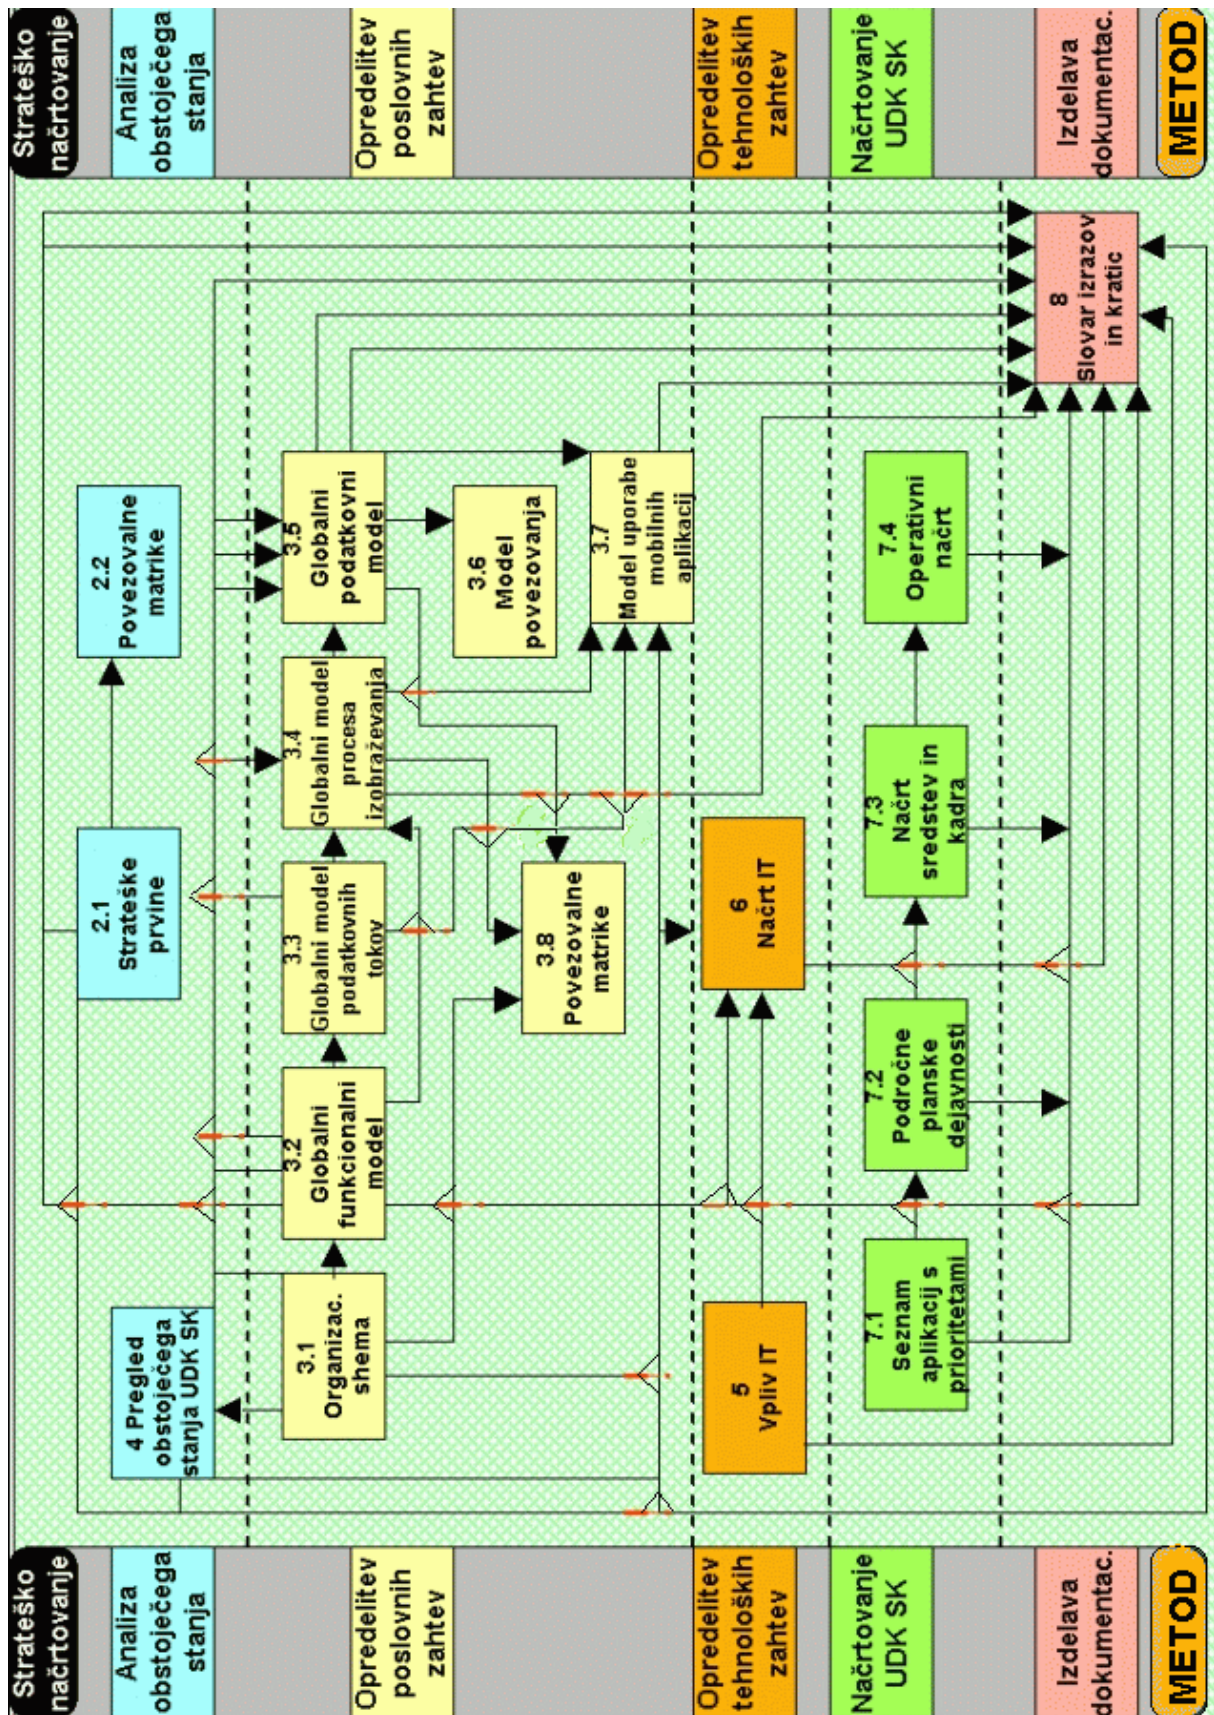 Strateško
načrtovanje
Analiza
obstoječega
stanja
Opredelitev
poslovnih
zahtev
Opredelitev
tehnoloških
zahtev
Načrtovanje
UDK SK
Izdelava
dokumentac.
METOD
4 Pregled
obstoječega
stanja UDK SK
2.1
Strateške
prvine
2.2
Povezovalne
matrike
3.1
Organizac.
shema
3.2
Globalni
funkcionalni
model
3.3
Globalni model
podatkovnih
tokov
3.4
Globalni model
procesa
izobraževanja
3.5
Globalni
podatkovni
model
3.6
Model
povezovanja
3.7
Model uporabe
mobilnih
aplikacij
3.8
Povezovalne
matrike
5
Vpliv IT
6
Načrt IT
7.1
Seznam
aplikacij s
prioritetami
7.2
Področne
planske
dejavnosti
7.3
Načrt
sredstev in
kadra
7.4
Operativni
načrt
8
Slovar izrazov
in kratic
Strateško
načrtovanje
Analiza
obstoječega
stanja
Opredelitev
poslovnih
zahtev
Opredelitev
tehnoloških
zahtev
Načrtovanje
UDK SK
Izdelava
dokumentac.
METOD